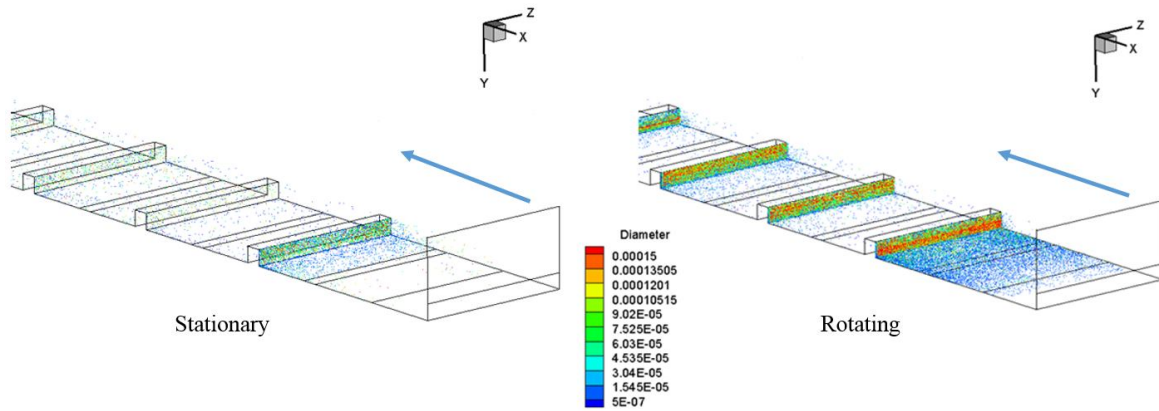 Z
X
Y
Z
X
Y
Diameter
0.00015
0.00013505
0.0001201
0.00010515
9.02E-05
7.525E-05
6.03E-05
4.535E-05
3.04E-05
1.545E-05
5E-07
Stationary
Rotating